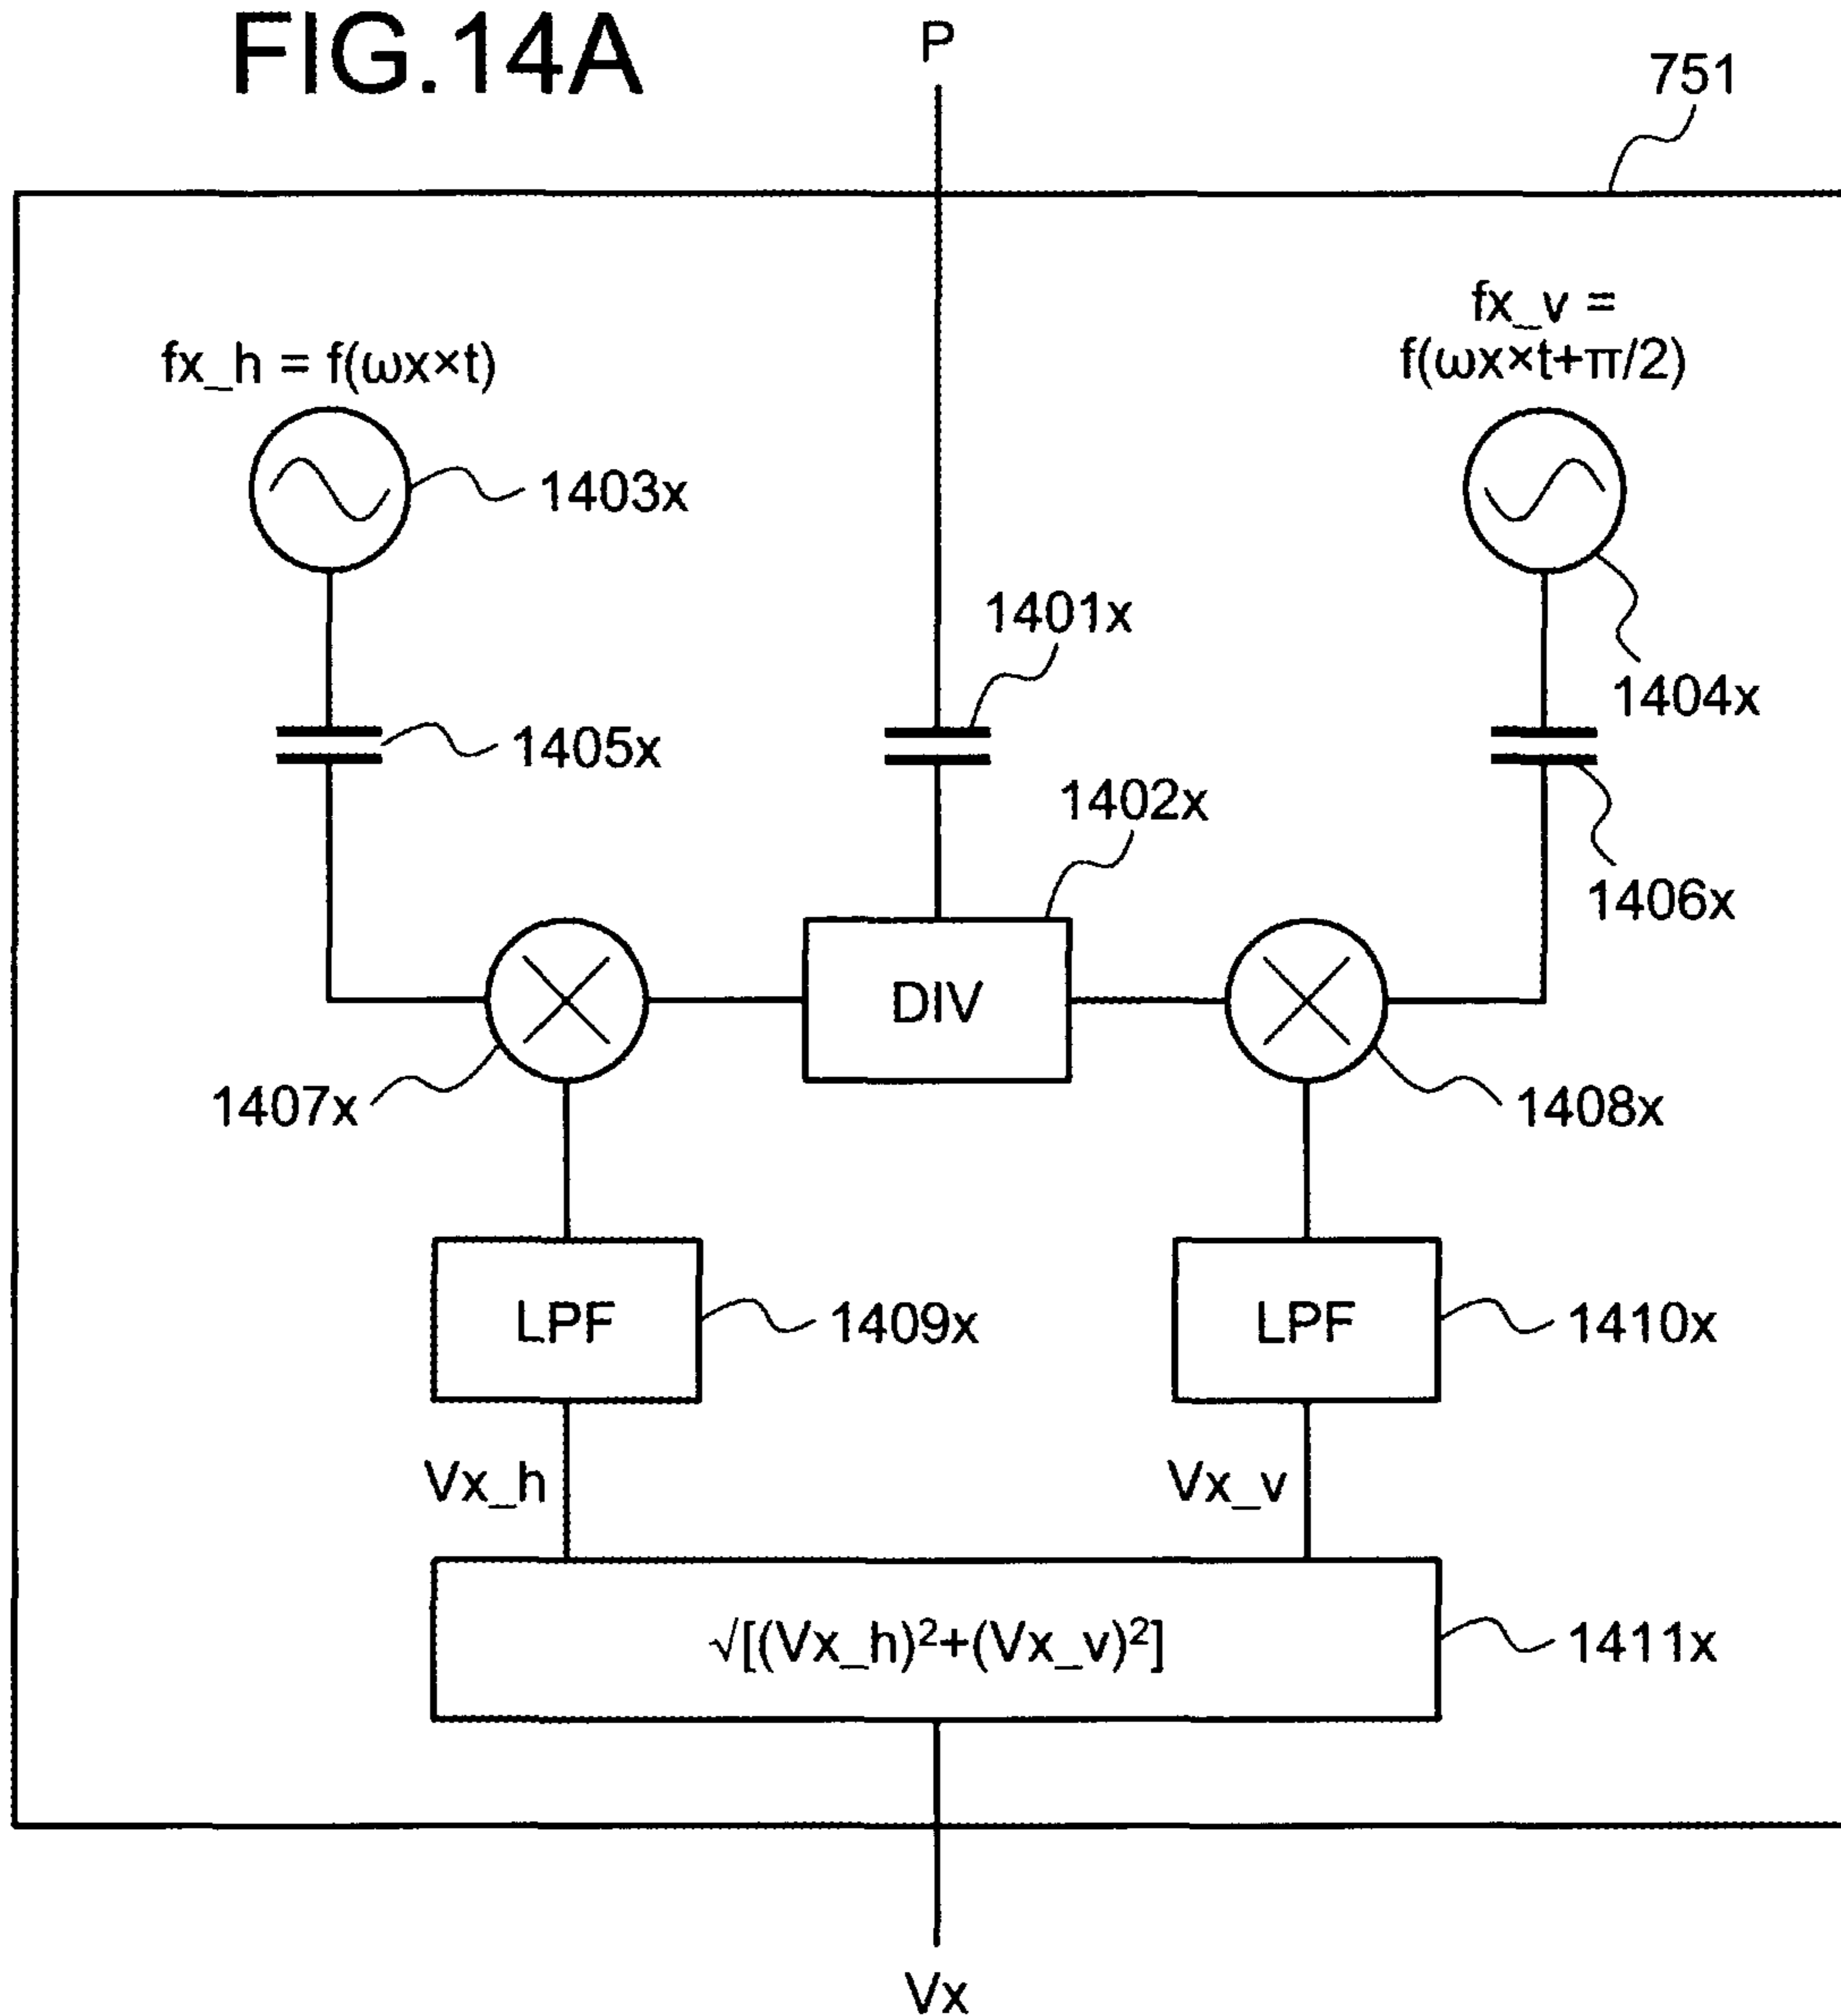 FIG.14A
P
751
fx_h = f(ωx×t)
fx_v =
f(ωx×t+π/2)
1403x
1404x
1401x
1405x
1402x
1406x
DIV
1407x
1408x
LPF
1409x
LPF
1410x
Vx_h
Vx_v
√[(Vx_h)²+(Vx_v)²]
1411x
Vx